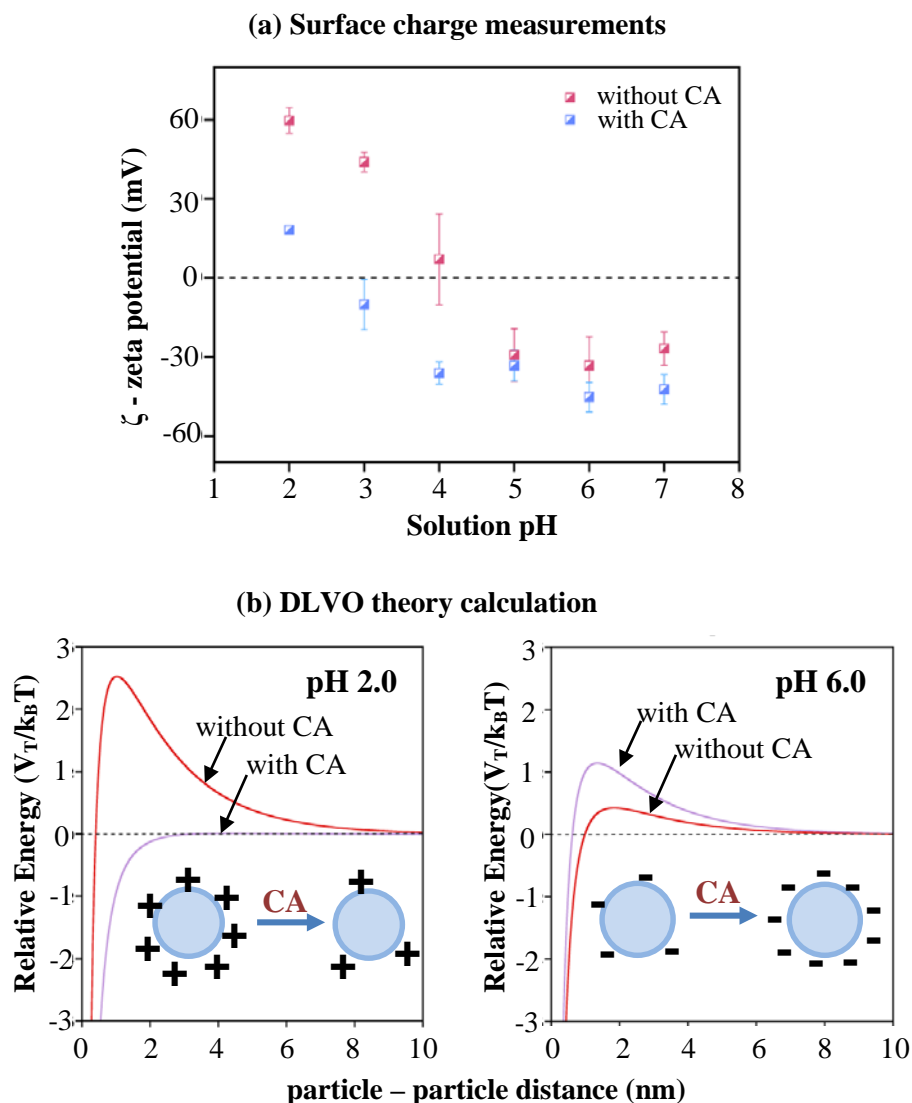 (a) Surface charge measurements
60
30
0
-30
-60
ζ - zeta potential (mV)
without CA
with CA
1 2 3 4 5 6 7 8
Solution pH
(b) DLVO theory calculation
3
2
1
0
-1
-2
-3
Relative Energy (V_T/k_BT)
pH 2.0
without CA
with CA
+ + + + + + +
CA
+ + +
0 2 4 6 8 10
3
2
1
0
-1
-2
-3
Relative Energy(V_T/k_BT)
pH 6.0
with CA
without CA
- - - -
CA
- - - - - - - - - -
0 2 4 6 8 10
particle – particle distance (nm)